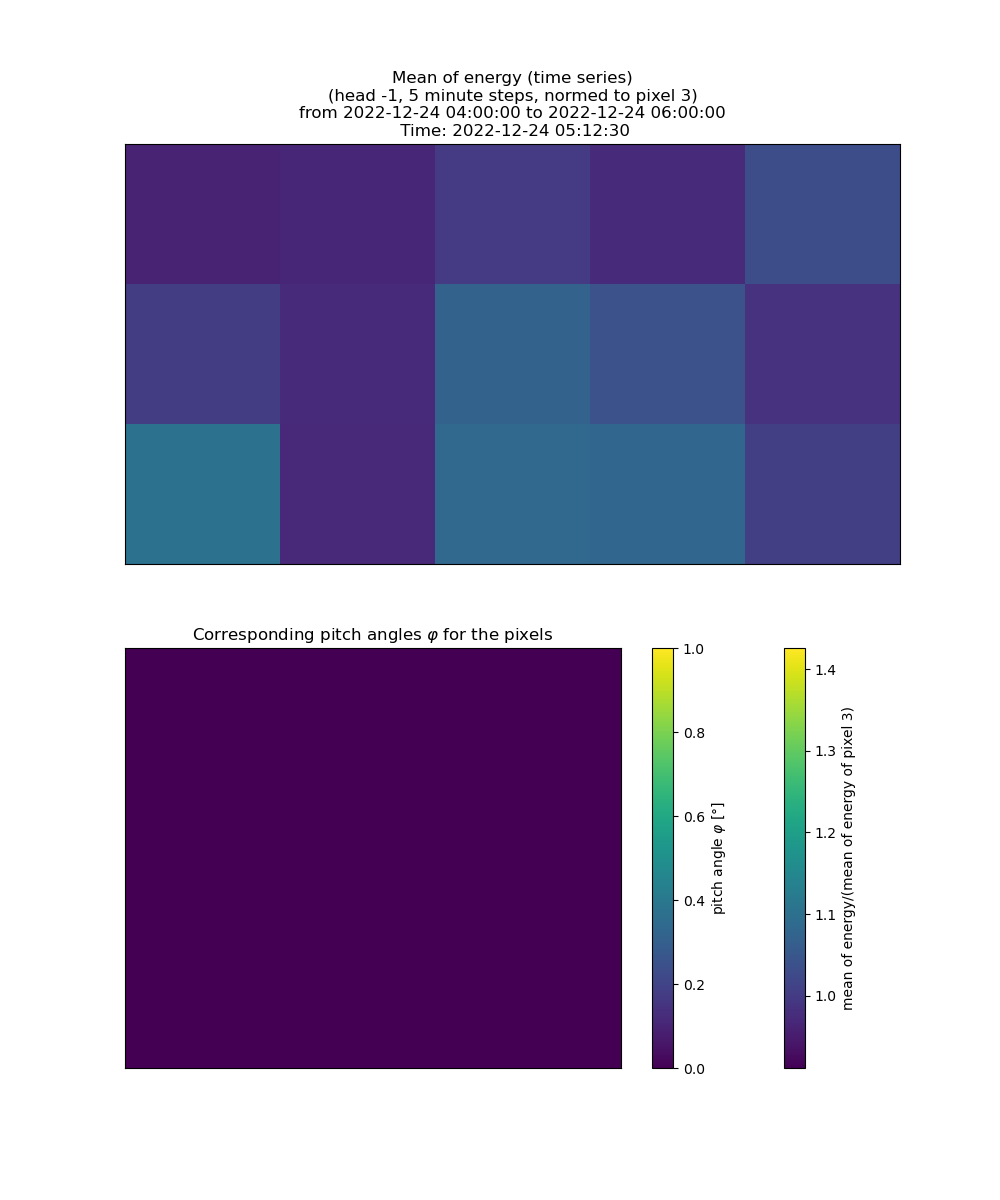 Mean of energy (time series)
(head -1, 5 minute steps, normed to pixel 3)
from 2022-12-24 04:00:00 to 2022-12-24 06:00:00
Time: 2022-12-24 05:12:30
Corresponding pitch angles φ for the pixels
1.0
0.8
0.6
0.4
0.2
0.0
pitch angle φ [°]
1.4
1.3
1.2
1.1
1.0
mean of energy/(mean of energy of pixel 3)